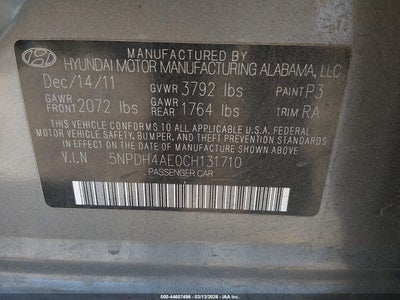 MANUFACTURED BY
HYUNDAI MOTOR MANUFACTURING ALABAMA, LLC
Dec/14/11 GVWR 3792 lbs PAINT P3
GAWR FRONT 2072 lbs GAWR REAR 1764 lbs TRIM RA
THIS VEHICLE CONFORMS TO ALL APPLICABLE U.S.A FEDERAL
MOTOR VEHICLE SAFETY, BUMPER, AND THEFT PREVENTION STANDARDS
IN EFFECT ON THE DATE OF MANUFACTURE SHOWN ABOVE.
V.I.N 5NPDH4AE0CH131710
PASSENGER CAR
000-44607496 - 03/13/2026 - IAAI.COM